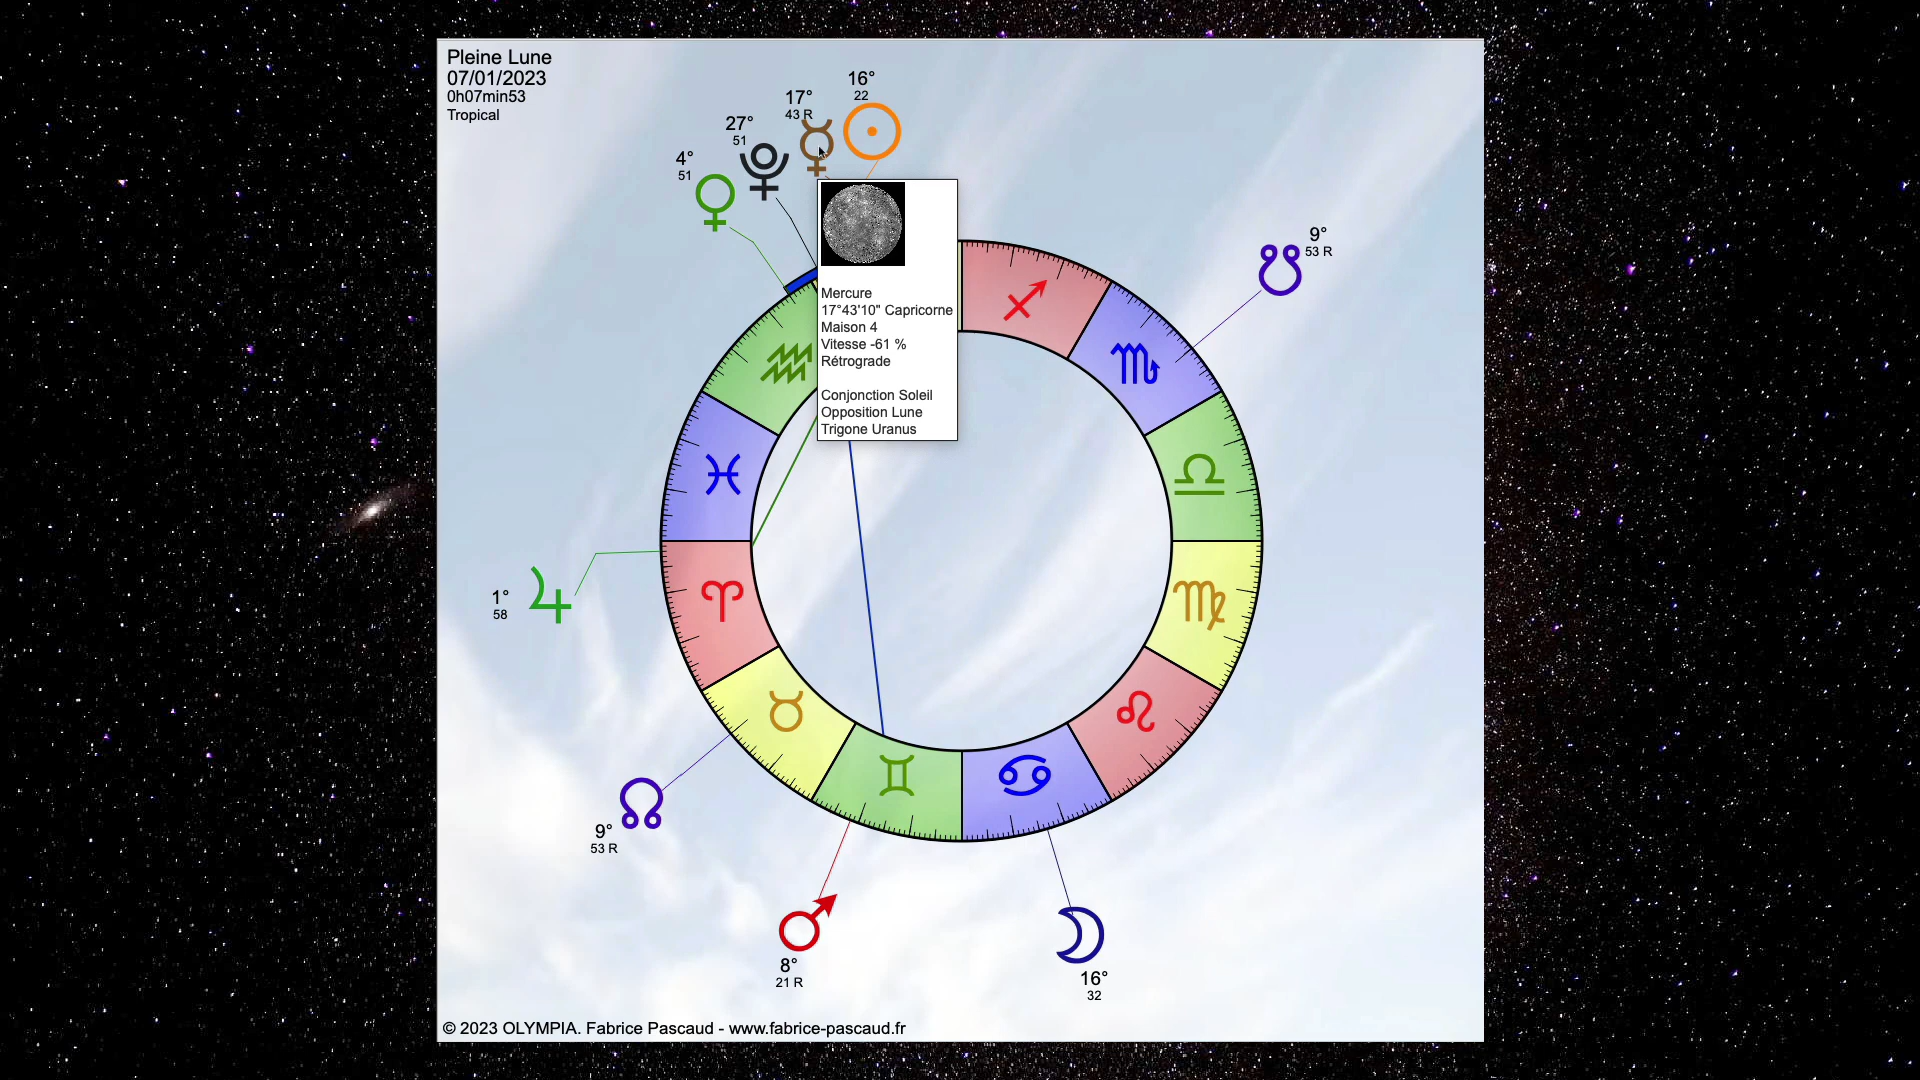 Pleine Lune
07/01/2023
0h07min53
Tropical
16°
22
17°
43 R
27°
51
4°
51
9°
53 R
Mercure
17°43'10" Capricorne
Maison 4
Vitesse -61 %
Rétrograde
Conjonction Soleil
Opposition Lune
Trigone Uranus
1°
58
9°
53 R
8°
21 R
16°
32
© 2023 OLYMPIA. Fabrice Pascaud - www.fabrice-pascaud.fr